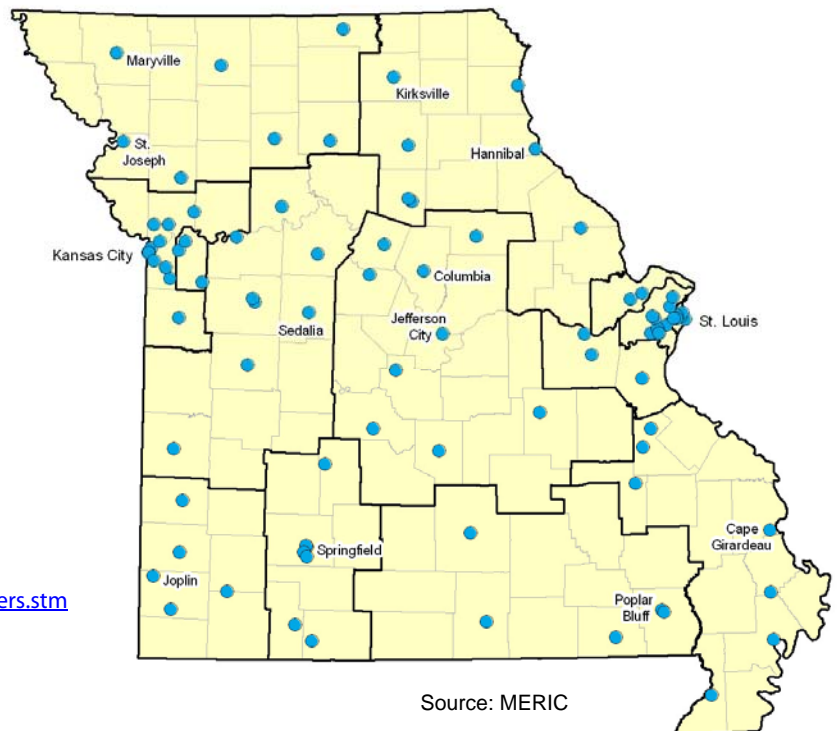 Maryville
Kirksville
St.
Joseph
Hannibal
Kansas City
Columbia
Sedalia
Jefferson
City
St. Louis
Springfield
Cape
Girardeau
Joplin
Poplar
Bluff
ers.stm
Source: MERIC